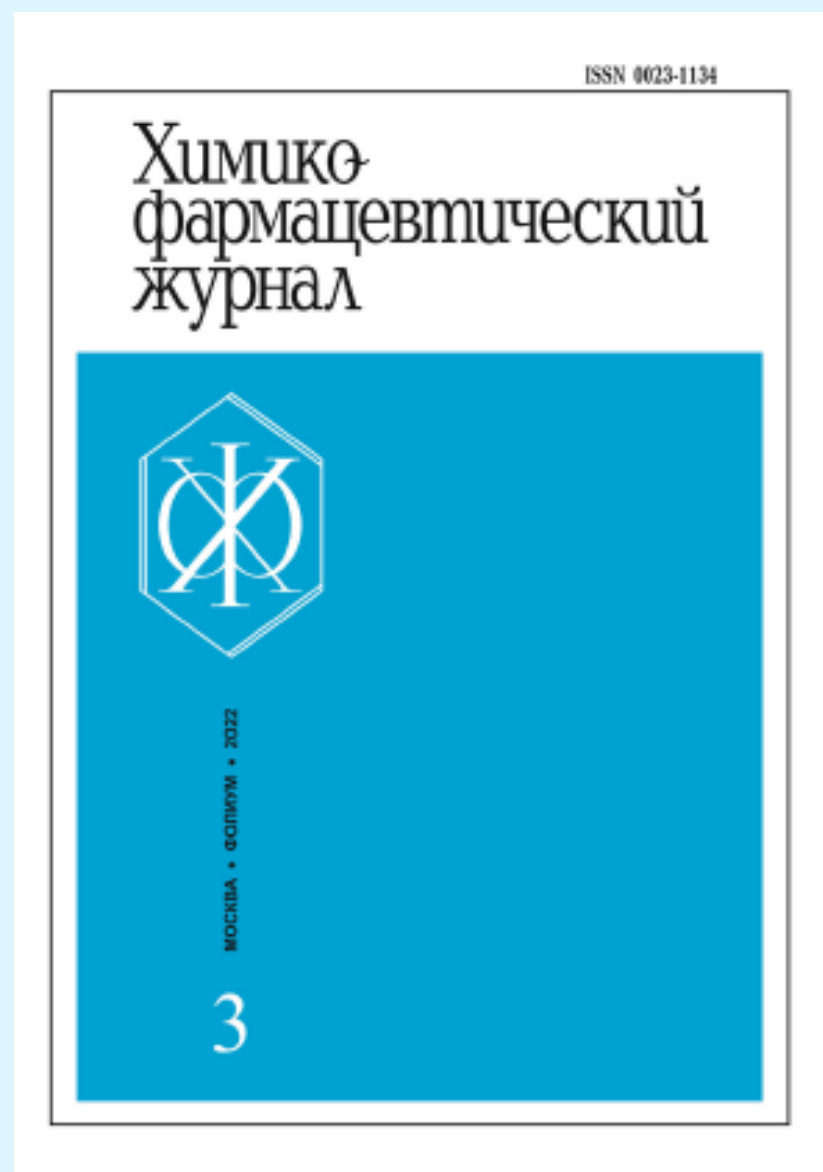 ISSN 0023-1134
Химико-
фармацевтический
журнал
МОСКВА • ФОЛИУМ • 2022
3